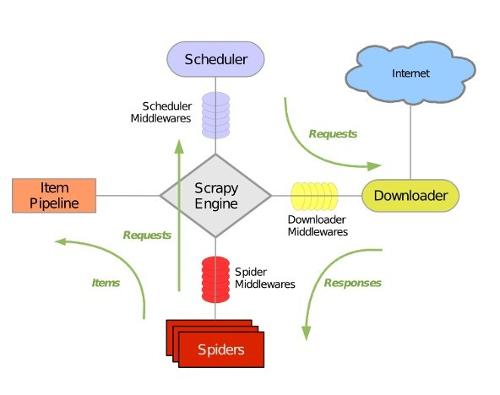 Scheduler
Internet
Scheduler
Middlewares
Requests
Item
Pipeline
Scrapy
Engine
Downloader
Downloader
Middlewares
Requests
Items
Spider
Middlewares
Responses
Spiders